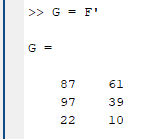 >> G = F'
G =
87 61
97 39
22 10